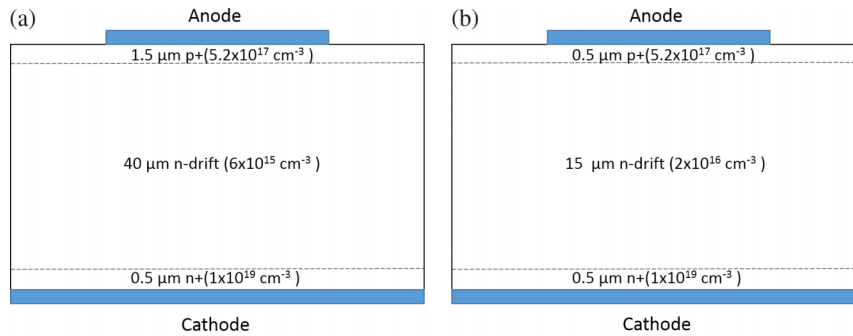 (a)
Anode
1.5 µm p+(5.2x10¹⁷ cm⁻³ )
40 µm n-drift (6x10¹⁵ cm⁻³ )
0.5 µm n+(1x10¹⁹ cm⁻³ )
Cathode
(b)
Anode
0.5 µm p+(5.2x10¹⁷ cm⁻³ )
15 µm n-drift (2x10¹⁶ cm⁻³ )
0.5 µm n+(1x10¹⁹ cm⁻³ )
Cathode